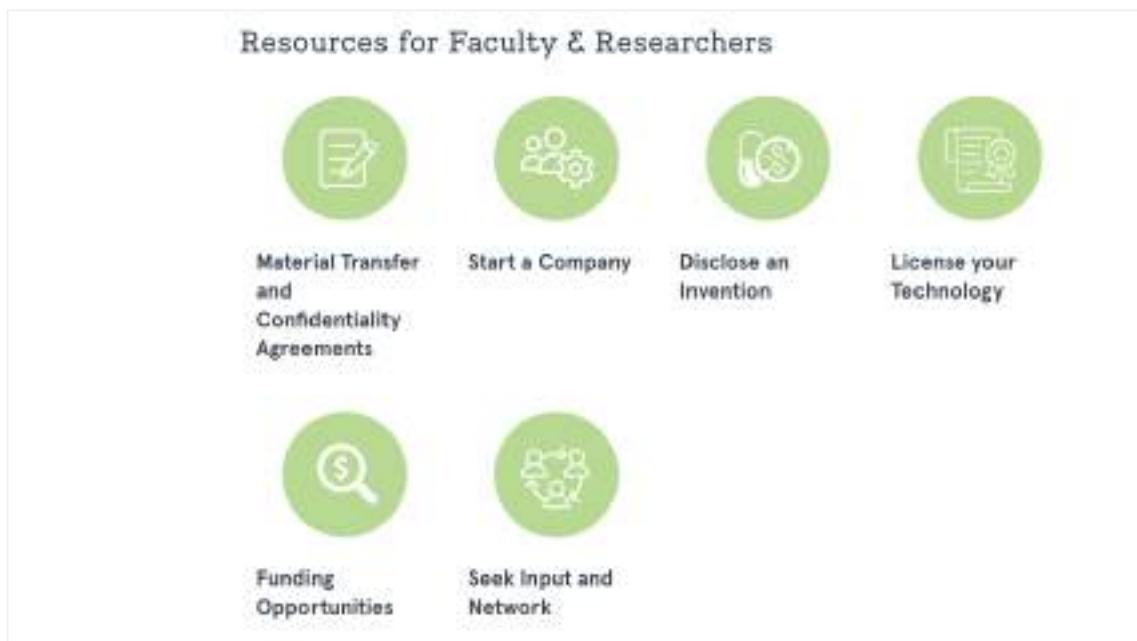 Resources for Faculty & Researchers
Material Transfer
and
Confidentiality
Agreements
Start a Company
Disclose an
Invention
License your
Technology
Funding
Opportunities
Seek Input and
Network